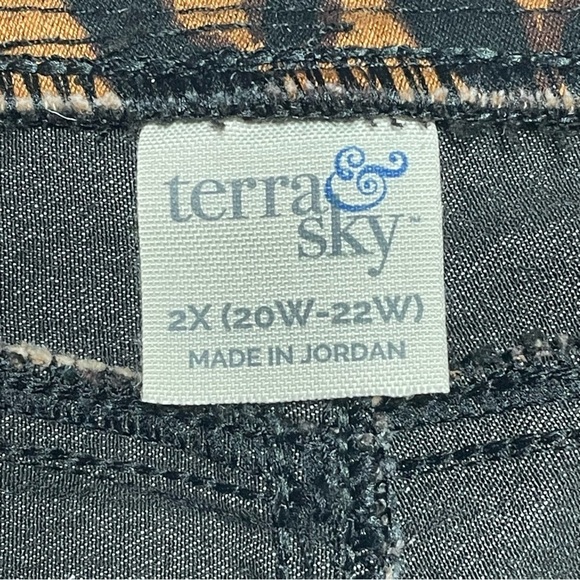 terra &
sky™
2X (20W-22W)
MADE IN JORDAN